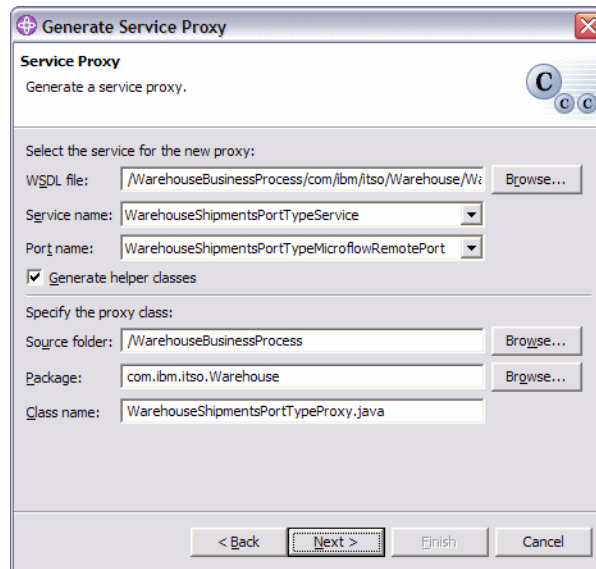 Generate Service Proxy
Service Proxy
Generate a service proxy.
C
C C
Select the service for the new proxy:
WSDL file: /WarehouseBusinessProcess/com/ibm/itso/Warehouse/Wa Browse...
Service name: WarehouseShipmentsPortTypeService
Port name: WarehouseShipmentsPortTypeMicroflowRemotePort
Generate helper classes
Specify the proxy class:
Source folder: /WarehouseBusinessProcess Browse...
Package: com.ibm.itso.Warehouse Browse...
Class name: WarehouseShipmentsPortTypeProxy.java
< Back Next > Finish Cancel